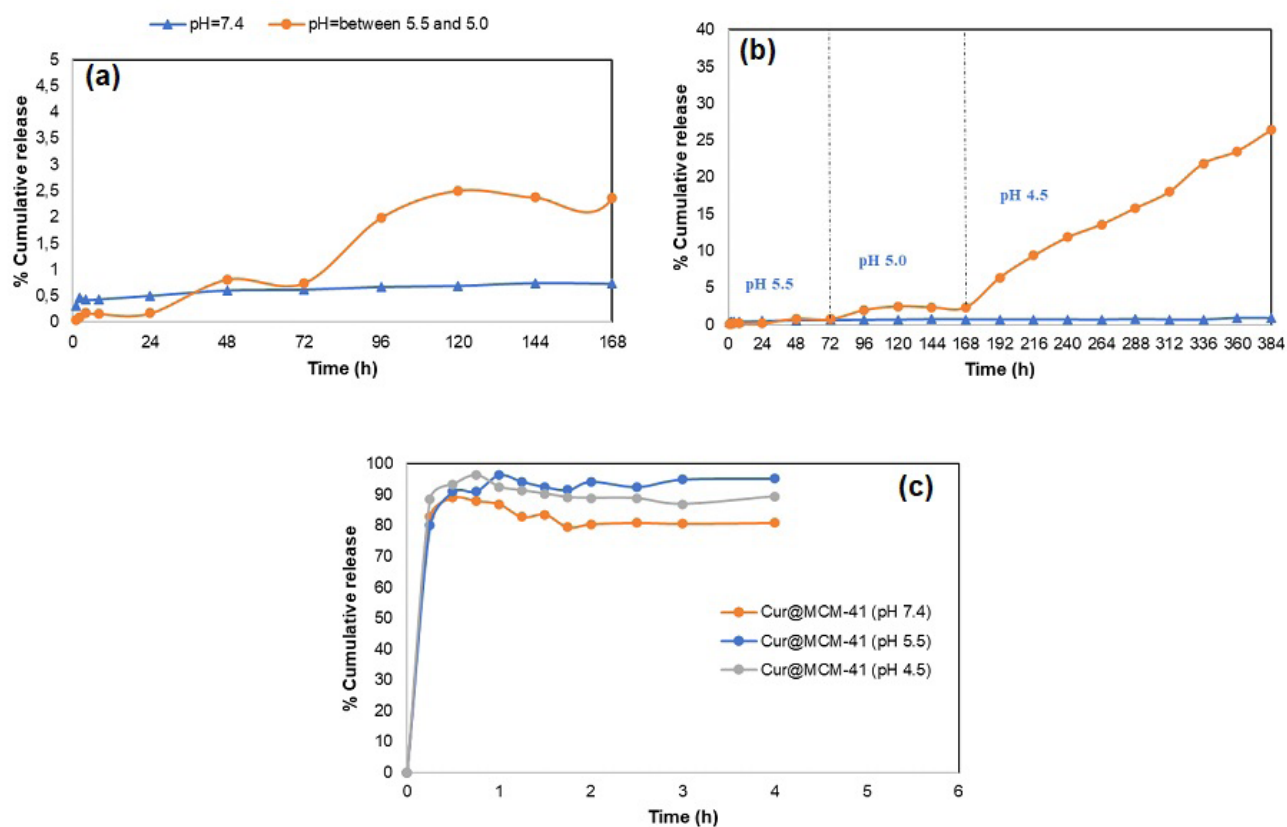 pH=7.4 pH=between 5.5 and 5.0
(a)
% Cumulative release
5
4,5
4
3,5
3
2,5
2
1,5
1
0,5
0
0 24 48 72 96 120 144 168
Time (h)
(b)
% Cumulative release
40
35
30
25
20
15
10
5
0
pH 5.5
pH 5.0
pH 4.5
0 24 48 72 96 120 144 168 192 216 240 264 288 312 336 360 384
Time (h)
(c)
% Cumulative release
100
90
80
70
60
50
40
30
20
10
0
Cur@MCM-41 (pH 7.4)
Cur@MCM-41 (pH 5.5)
Cur@MCM-41 (pH 4.5)
0 1 2 3 4 5 6
Time (h)